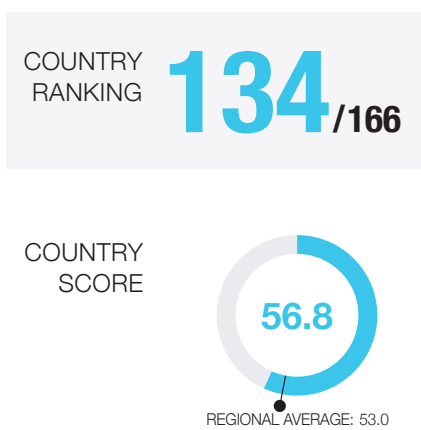 COUNTRY
RANKING
134/166
COUNTRY
SCORE
56.8
REGIONAL AVERAGE: 53.0